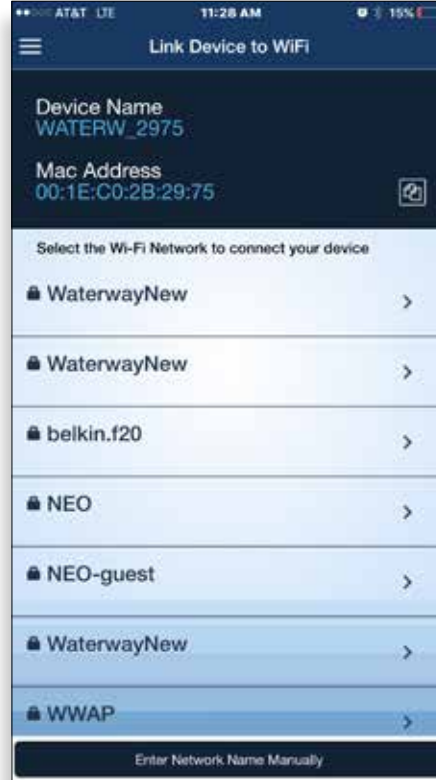 AT&T LTE 11:28 AM 15%
Link Device to WiFi
Device Name
WATERW_2975
Mac Address
00:1E:C0:2B:29:75
Select the Wi-Fi Network to connect your device
WaterwayNew
WaterwayNew
belkin.f20
NEO
NEO-guest
WaterwayNew
WWAP
Enter Network Name Manually